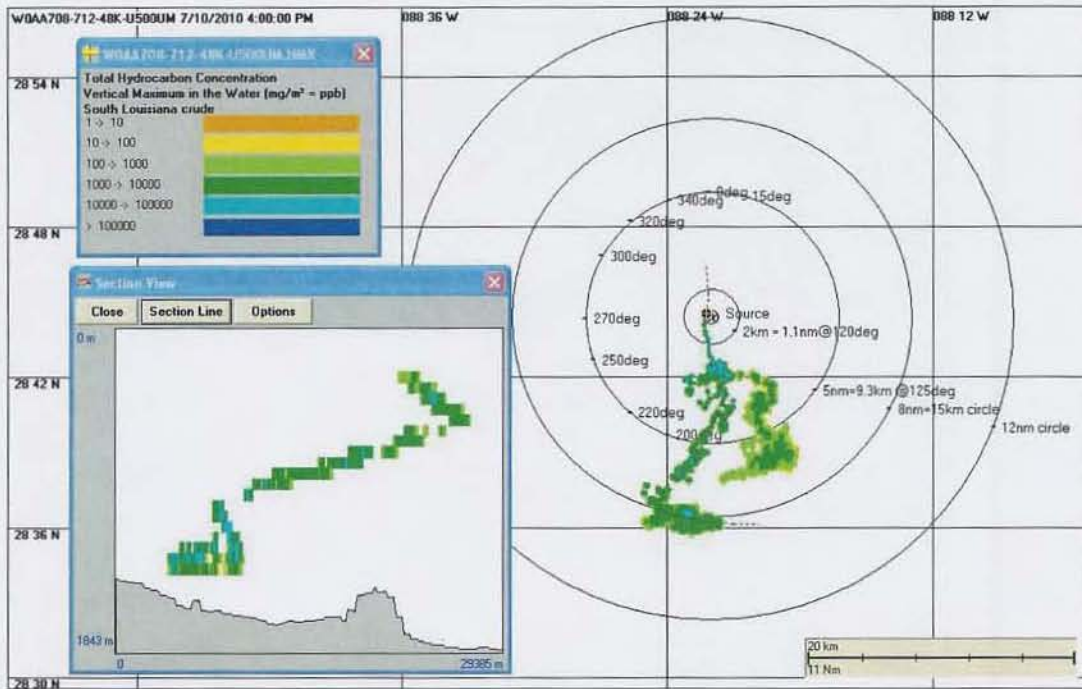 W0AA708-712-48K-U500UM 7/10/2010 4:00:00 PM
088 36 W
088 24 W
088 12 W
28 54 N
Total Hydrocarbon Concentration
Vertical Maximum in the Water (mg/m³ = ppb)
South Louisiana crude
1 -> 10
10 -> 100
100 -> 1000
1000 -> 10000
10000 -> 100000
> 100000
28 48 N
0deg
340deg
15deg
320deg
300deg
270deg
250deg
220deg
200deg
Source
2km = 1.1nm@120deg
5nm=9.3km @125deg
8nm=15km circle
12nm circle
Section View
Close
Section Line
Options
0 m
1843 m
0
29385 m
28 42 N
28 36 N
28 30 N
20 km
11 Nm